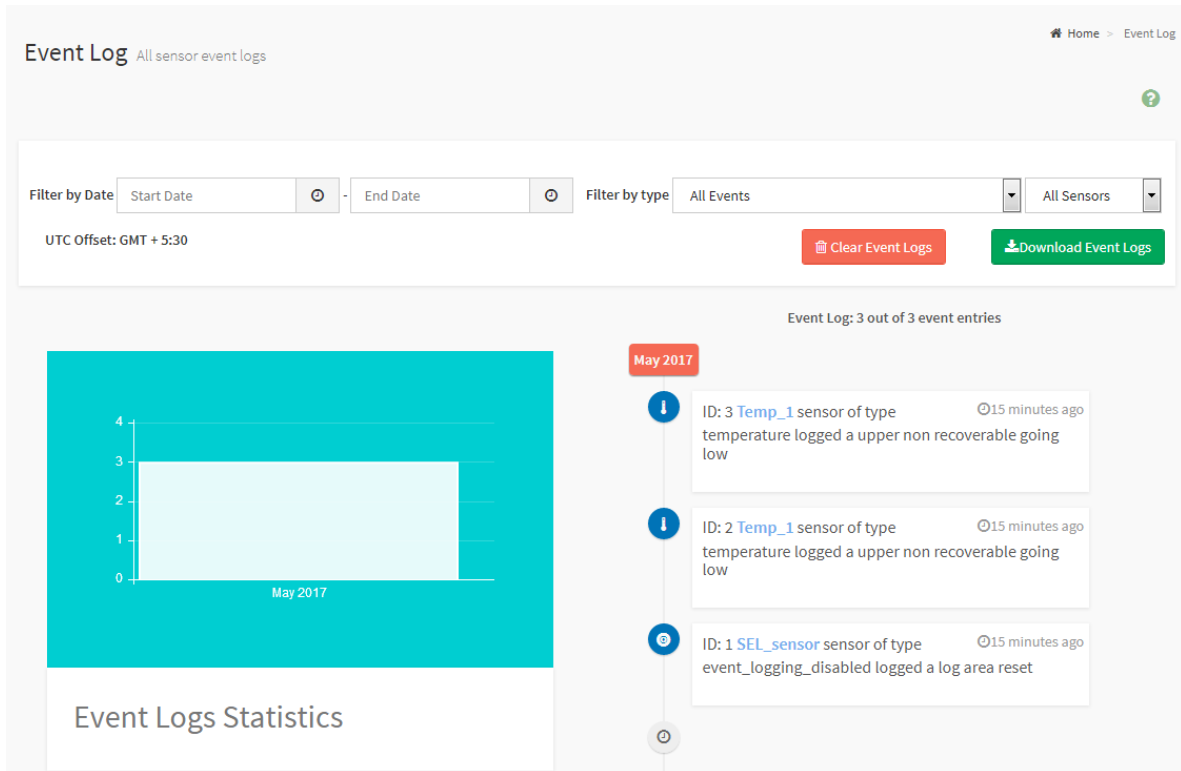 Home > Event Log
Event Log All sensor event logs
?
Filter by Date Start Date - End Date Filter by type All Events All Sensors
UTC Offset: GMT + 5:30
Clear Event Logs
Download Event Logs
Event Log: 3 out of 3 event entries
4
3
2
1
0
May 2017
Event Logs Statistics
May 2017
ID: 3 Temp_1 sensor of type 15 minutes ago
temperature logged a upper non recoverable going
low
ID: 2 Temp_1 sensor of type 15 minutes ago
temperature logged a upper non recoverable going
low
ID: 1 SEL_sensor sensor of type 15 minutes ago
event_logging_disabled logged a log area reset